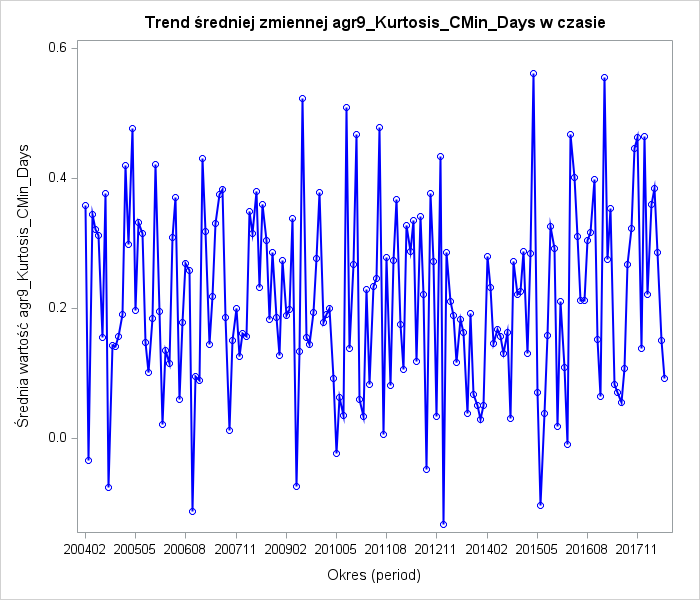 Trend średniej zmiennej agr9_Kurtosis_CMin_Days w czasie
Średnia wartość agr9_Kurtosis_CMin_Days
0.6
0.4
0.2
0.0
200402 200505 200608 200711 200902 201005 201108 201211 201402 201505 201608 201711
Okres (period)